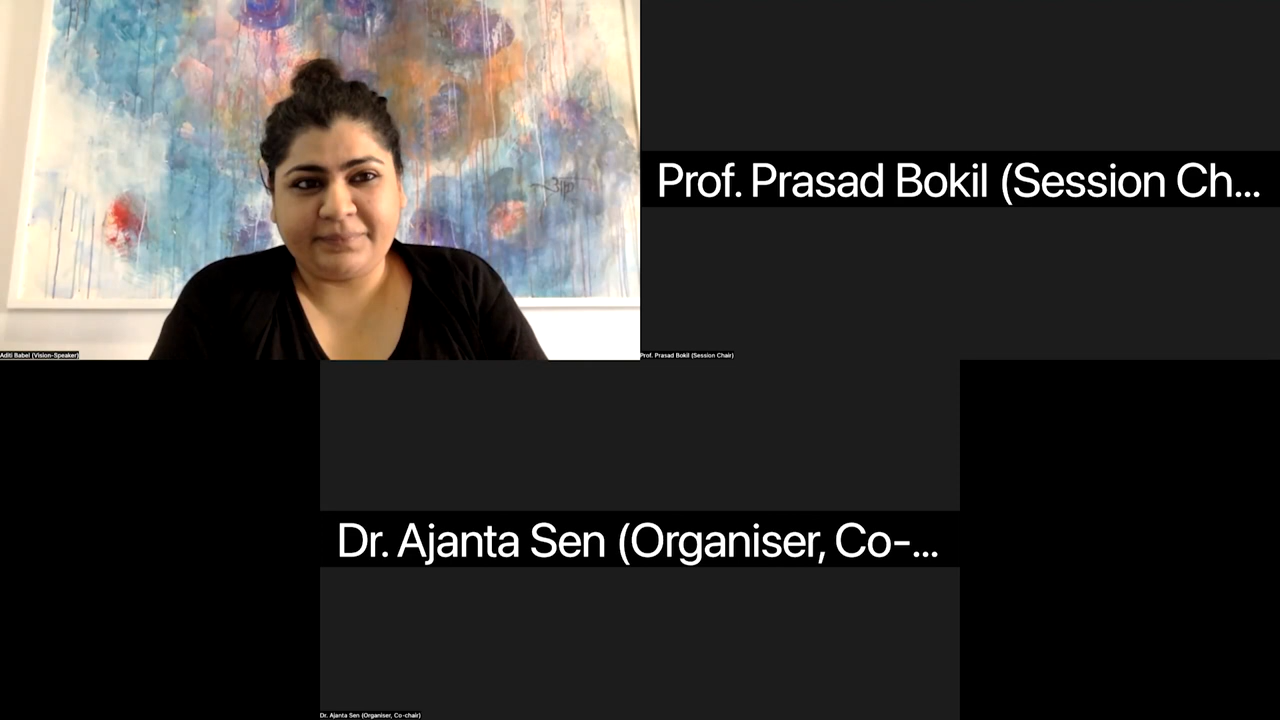 Aditi Babel (Vision-Speaker)
Prof. Prasad Bokil (Session Ch...
Prof. Prasad Bokil (Session Chair)
Dr. Ajanta Sen (Organiser, Co-...
Dr. Ajanta Sen (Organiser, Co-chair)